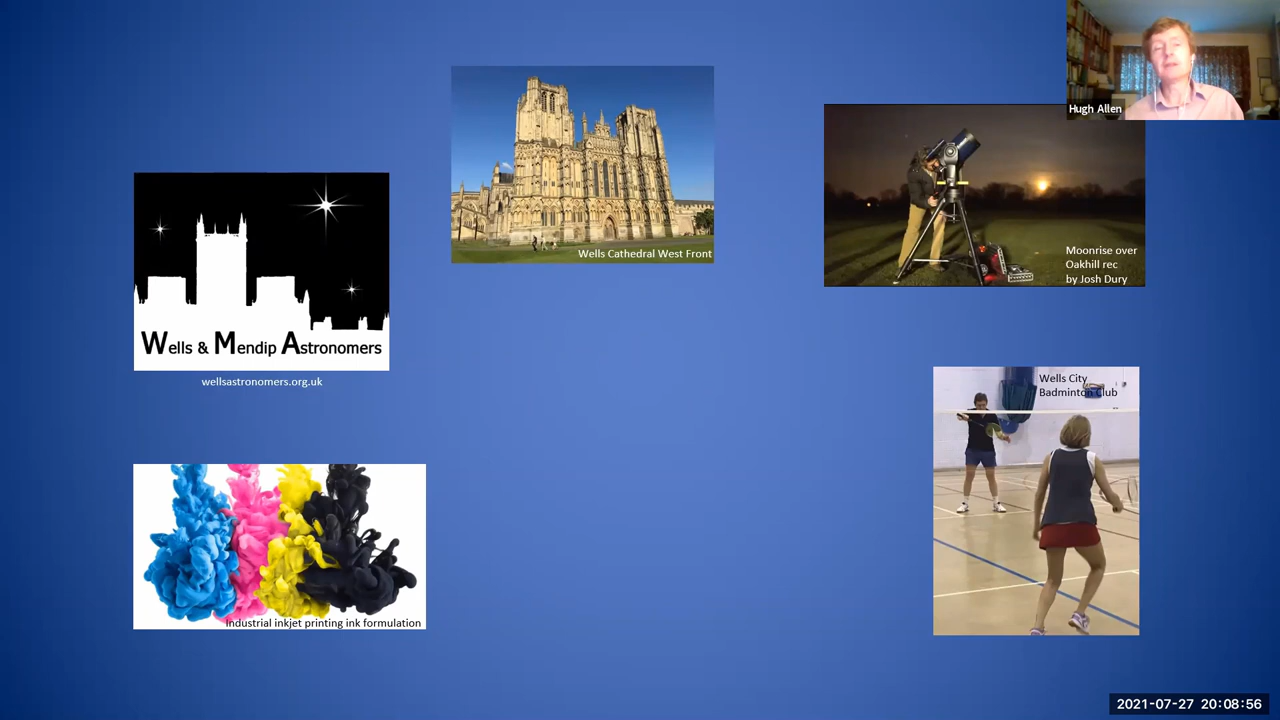 Hugh Allen
Wells Cathedral West Front
Moonrise over
Oakhill rec
by Josh Dury
Wells & Mendip Astronomers
wellsastronomers.org.uk
Wells City
Badminton Club
Industrial inkjet printing ink formulation
2021-07-27 20:08:56